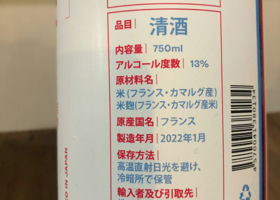 品目 清酒
内容量 750ml
アルコール度数 13%
原材料名
米(フランス・カマルグ産)
米麹(フランス・カマルグ産米)
原産国名 フランス
製造年月 2022年1月
保存方法
高温直射日光を避け、
冷暗所で保管
輸入者及び引取先
IN JAPAN